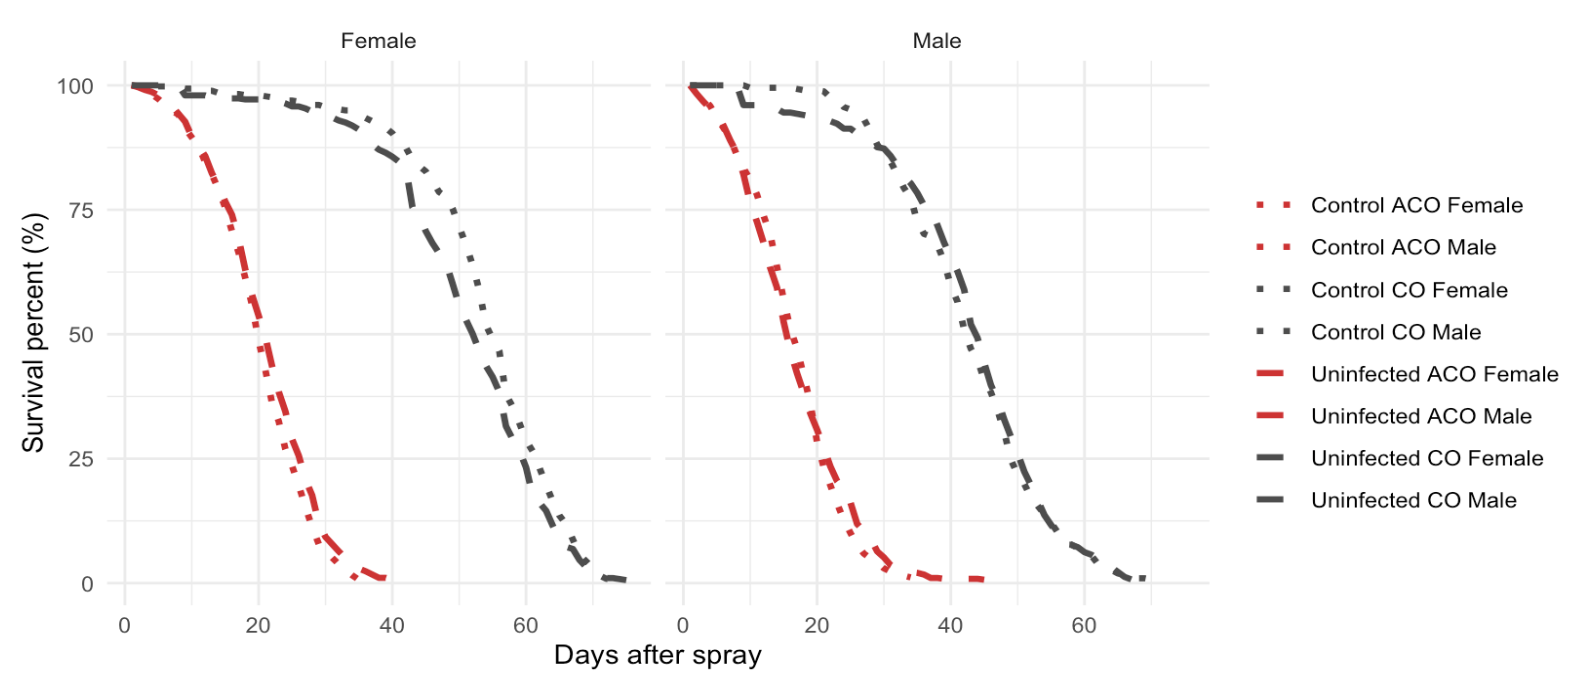 Female
Male
100
75
50
25
0
Survival percent (%)
0 20 40 60
0 20 40 60
Days after spray
Control ACO Female
Control ACO Male
Control CO Female
Control CO Male
Uninfected ACO Female
Uninfected ACO Male
Uninfected CO Female
Uninfected CO Male